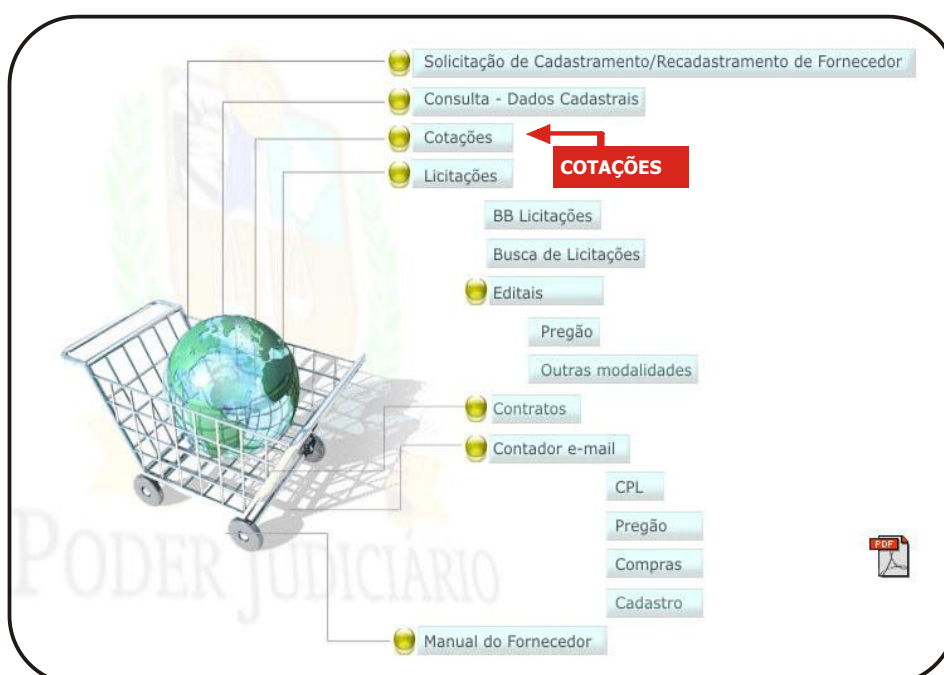 Solicitação de Cadastramento/Recadastramento de Fornecedor
Consulta - Dados Cadastrais
Cotações
COTAÇÕES
Licitações
BB Licitações
Busca de Licitações
Editais
Pregão
Outras modalidades
Contratos
Contador e-mail
CPL
Pregão
Compras
Cadastro
Manual do Fornecedor
PODER JUDICIÁRIO
PDF